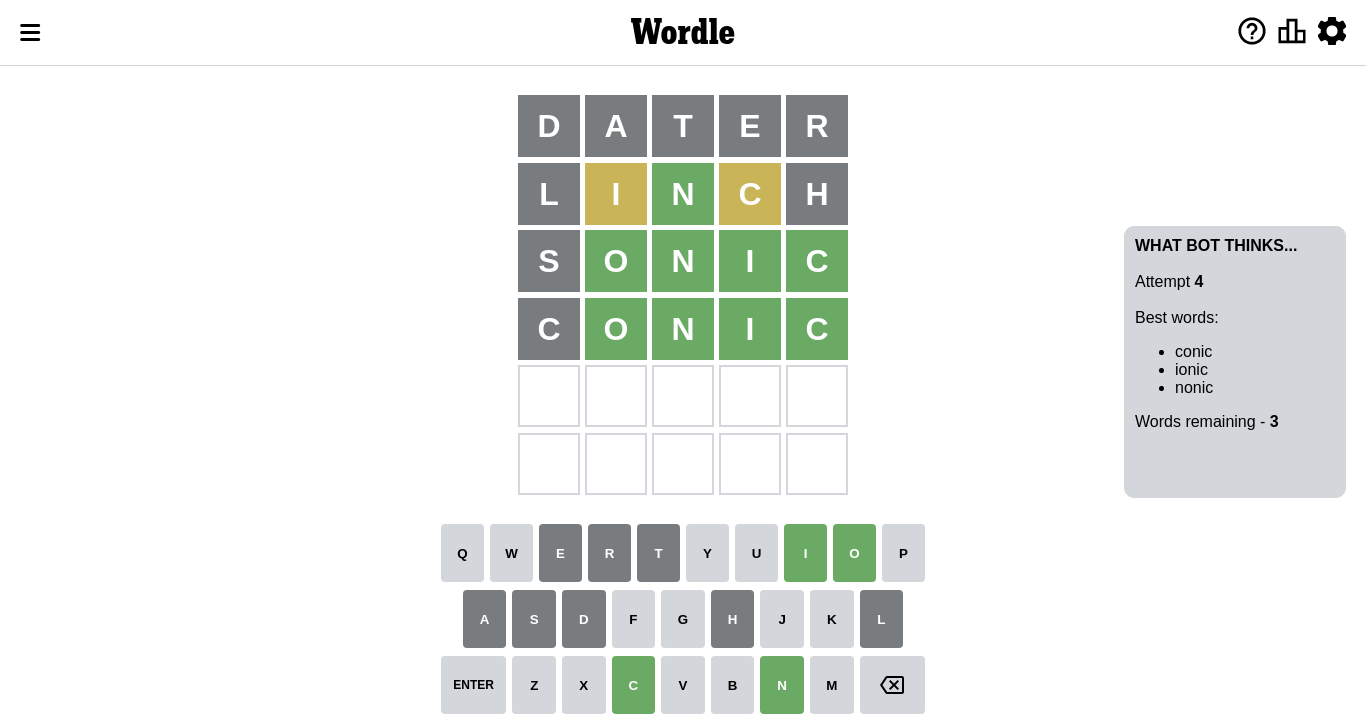 Wordle
D A T E R
L I N C H
S O N I C
C O N I C
WHAT BOT THINKS...
Attempt 4
Best words:
conic
ionic
nonic
Words remaining - 3
Q W E R T Y U I O P
A S D F G H J K L
ENTER Z X C V B N M